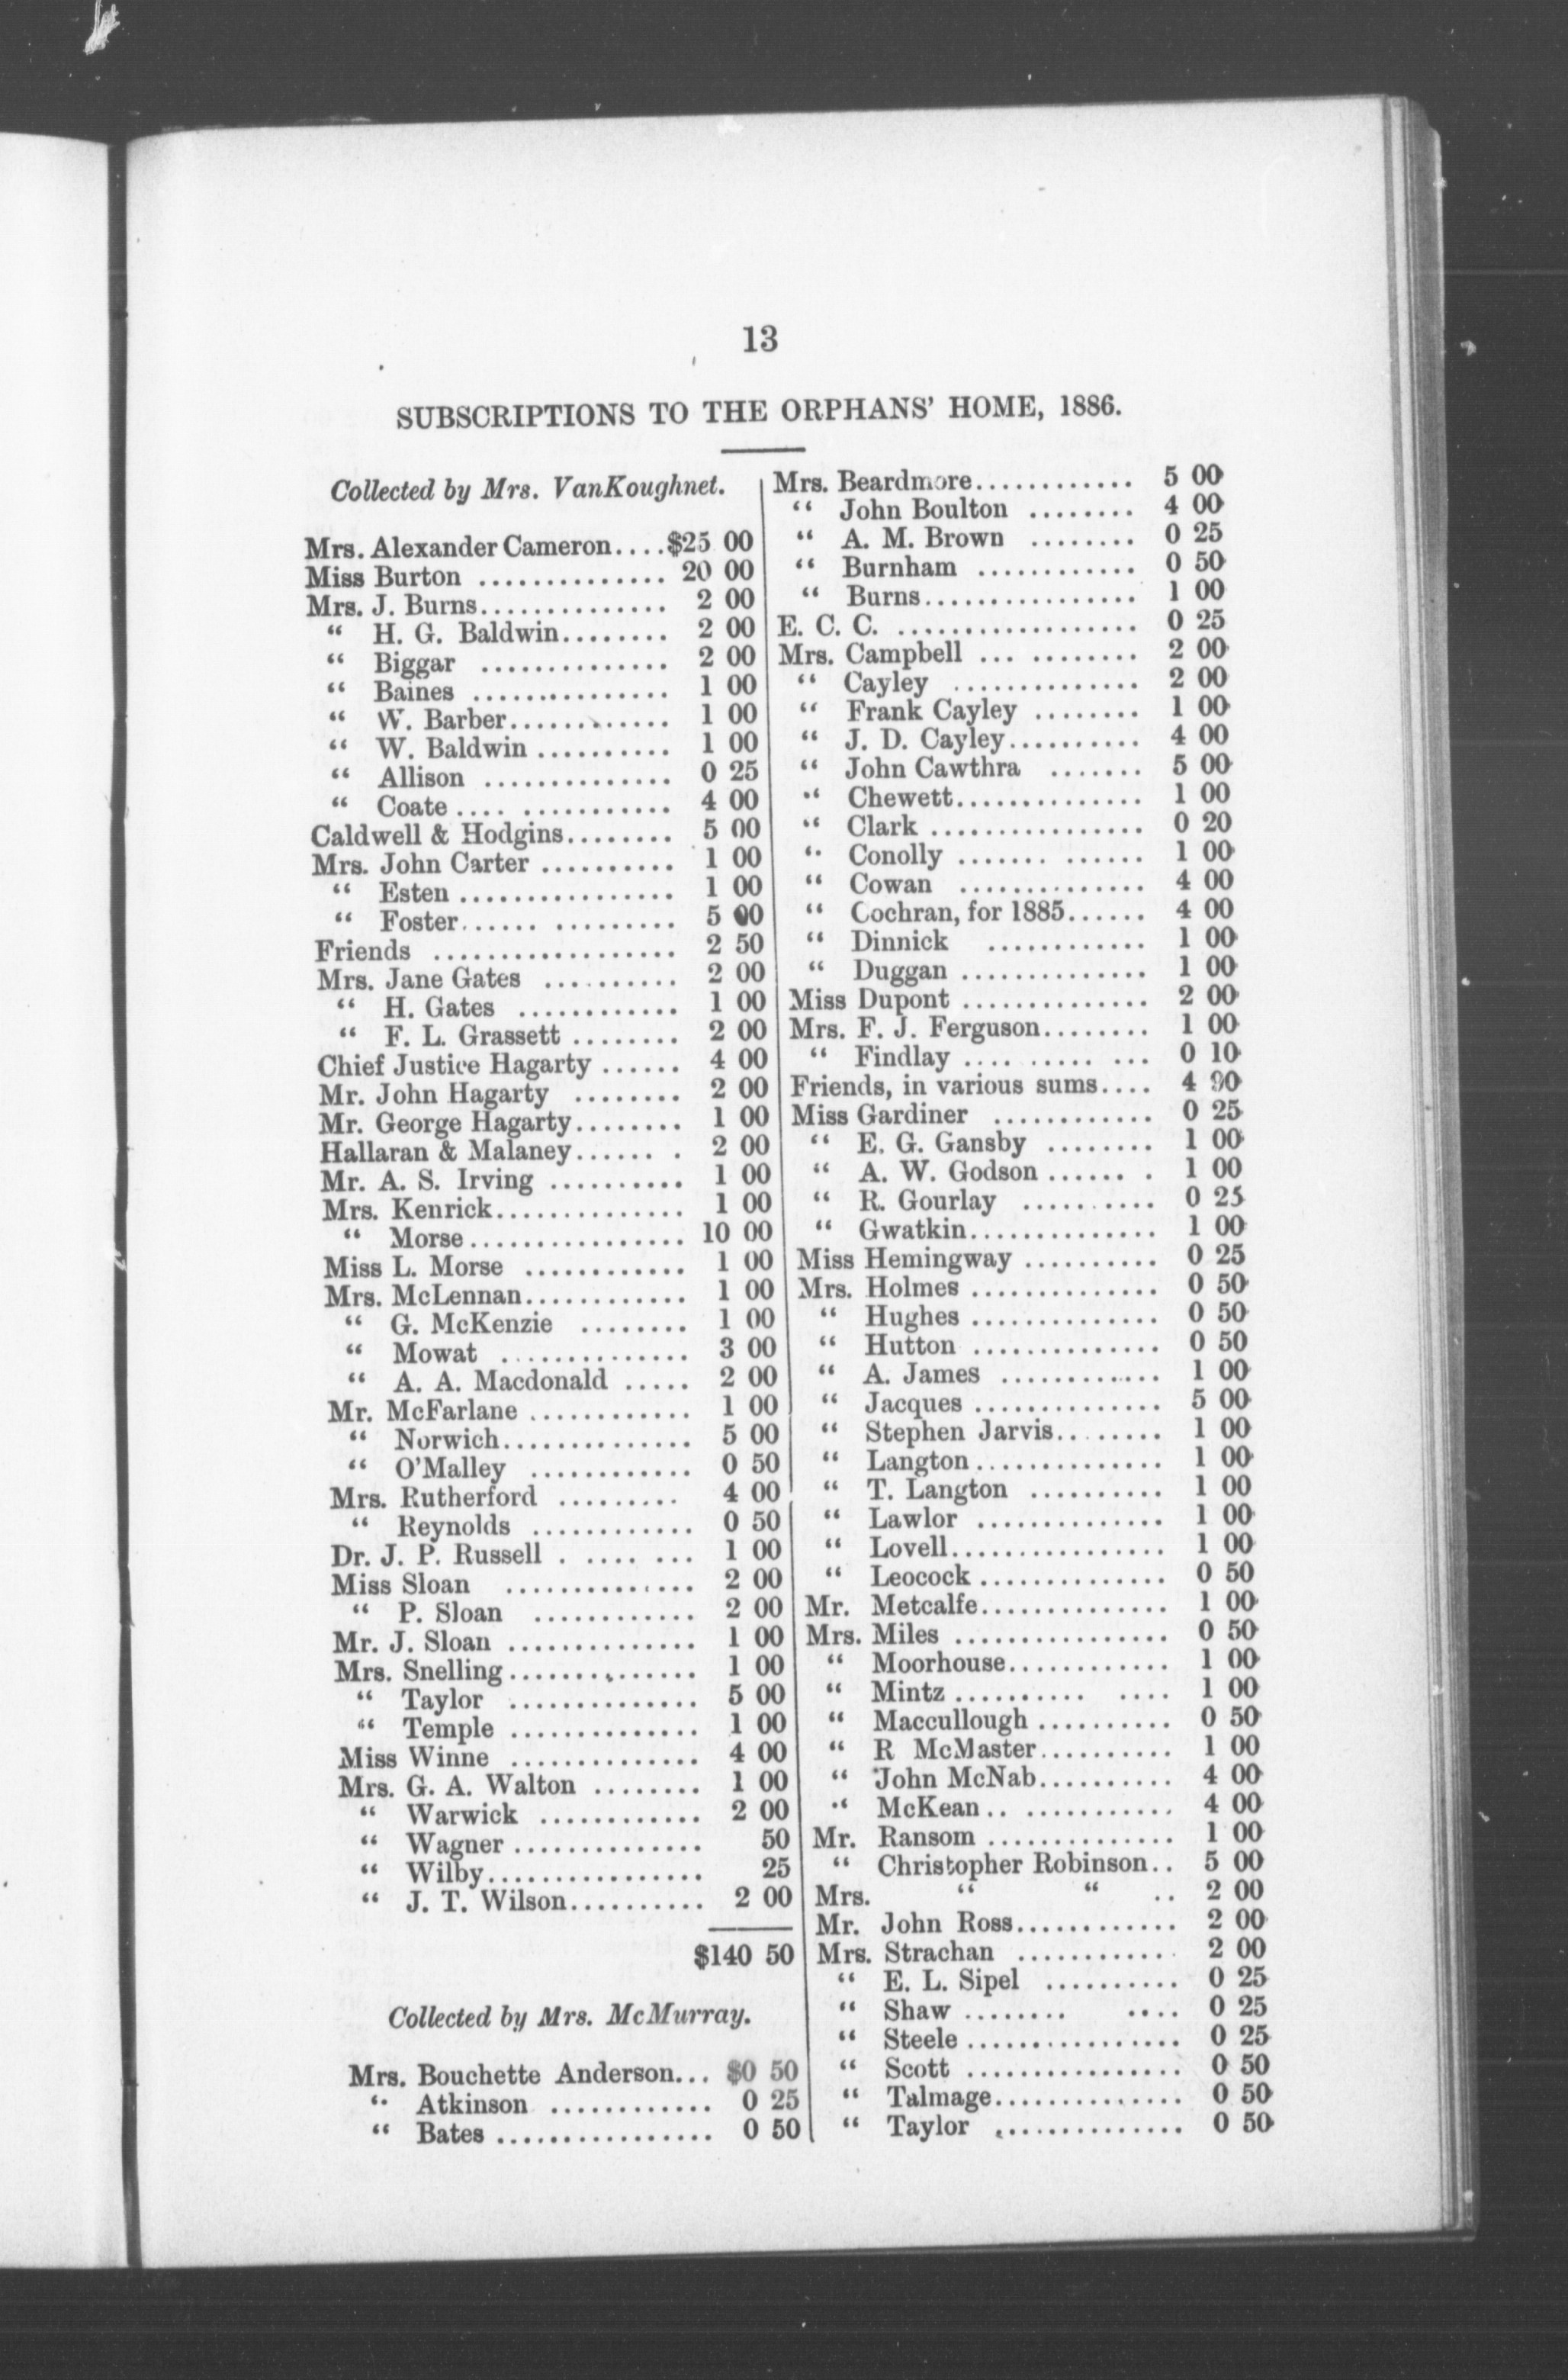 13
SUBSCRIPTIONS TO THE ORPHANS' HOME, 1886.
Collected by Mrs. VanKoughnet.
Mrs. Alexander Cameron....$25 00
Miss Burton .............. 20 00
Mrs. J. Burns.............. 2 00
“ H. G. Baldwin........ 2 00
“ Biggar .............. 2 00
“ Baines ............... 1 00
“ W. Barber............ 1 00
“ W. Baldwin .......... 1 00
“ Allison .............. 0 25
“ Coate .... ........... 4 00
Caldwell & Hodgins........ 5 00
Mrs. John Carter .......... 1 00
“ Esten ................ 1 00
“ Foster...... ......... 5 00
Friends .................. 2 50
Mrs. Jane Gates .......... 2 00
“ H. Gates ............ 1 00
“ F. L. Grassett ........ 2 00
Chief Justice Hagarty ...... 4 00
Mr. John Hagarty ........ 2 00
Mr. George Hagarty........ 1 00
Hallaran & Malaney...... . 2 00
Mr. A. S. Irving .......... 1 00
Mrs. Kenrick.............. 1 00
“ Morse................ 10 00
Miss L. Morse ............ 1 00
Mrs. McLennan............ 1 00
“ G. McKenzie ........ 1 00
“ Mowat .............. 3 00
“ A. A. Macdonald ..... 2 00
Mr. McFarlane ............ 1 00
“ Norwich.............. 5 00
“ O'Malley ............ 0 50
Mrs. Rutherford ......... 4 00
“ Reynolds ............ 0 50
Dr. J. P. Russell . .... ... 1 00
Miss Sloan .............. 2 00
“ P. Sloan ............ 2 00
Mr. J. Sloan .............. 1 00
Mrs. Snelling.............. 1 00
“ Taylor .............. 5 00
“ Temple .............. 1 00
Miss Winne .............. 4 00
Mrs. G. A. Walton ........ 1 00
“ Warwick ............ 2 00
“ Wagner .............. 50
“ Wilby................ 25
“ J. T. Wilson.......... 2 00
$140 50
Collected by Mrs. McMurray.
Mrs. Bouchette Anderson... $0 50
“ Atkinson ............ 0 25
“ Bates ................ 0 50
Mrs. Beardmore............ 5 00
“ John Boulton ........ 4 00
“ A. M. Brown ........ 0 25
“ Burnham ............ 0 50
“ Burns................ 1 00
E. C. C. .................. 0 25
Mrs. Campbell ... ........ 2 00
“ Cayley .............. 2 00
“ Frank Cayley ........ 1 00
“ J. D. Cayley.......... 4 00
“ John Cawthra ....... 5 00
“ Chewett.............. 1 00
“ Clark ................ 0 20
“ Conolly ....... ...... 1 00
“ Cowan .............. 4 00
“ Cochran, for 1885...... 4 00
“ Dinnick ............ 1 00
“ Duggan .............. 1 00
Miss Dupont .............. 2 00
Mrs. F. J. Ferguson........ 1 00
“ Findlay .... ..... ... 0 10
Friends, in various sums.... 4 90
Miss Gardiner ............ 0 25
“ E. G. Gansby ........ 1 00
“ A. W. Godson ...... . 1 00
“ R. Gourlay .......... 0 25
“ Gwatkin.............. 1 00
Miss Hemingway .......... 0 25
Mrs. Holmes .............. 0 50
“ Hughes .............. 0 50
“ Hutton .............. 0 50
“ A. James ............ 1 00
“ Jacques .............. 5 00
“ Stephen Jarvis........ 1 00
“ Langton.............. 1 00
“ T. Langton .......... 1 00
“ Lawlor .............. 1 00
“ Lovell................ 1 00
“ Leocock .............. 0 50
Mr. Metcalfe.............. 1 00
Mrs. Miles ................ 0 50
“ Moorhouse............ 1 00
“ Mintz .......... .... 1 00
“ Maccullough .......... 0 50
“ R McMaster.......... 1 00
“ John McNab.......... 4 00
“ McKean .. ........... 4 00
Mr. Ransom .............. 1 00
“ Christopher Robinson.. 5 00
Mrs. “ “ .. 2 00
Mr. John Ross............ 2 00
Mrs. Strachan ............ 2 00
“ E. L. Sipel .......... 0 25
“ Shaw ........ .... 0 25
“ Steele ................ 0 25
“ Scott ................ 0 50
“ Talmage.............. 0 50
“ Taylor .............. 0 50